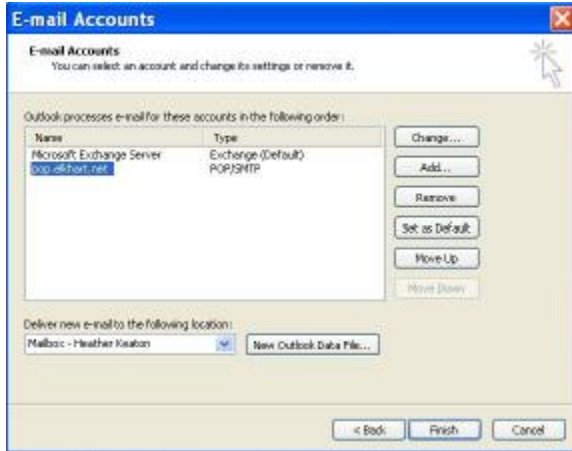 E-mail Accounts
E-mail Accounts
You can select an account and change its settings or remove it.
Outlook processes e-mail for these accounts in the following order:
Name Type
Microsoft Exchange Server Exchange (Default)
pop.elkhart.net POP/SMTP
Change...
Add...
Remove
Set as Default
Move Up
Move Down
Deliver new e-mail to the following location:
Mailbox - Heather Keaton New Outlook Data File...
< Back Finish Cancel